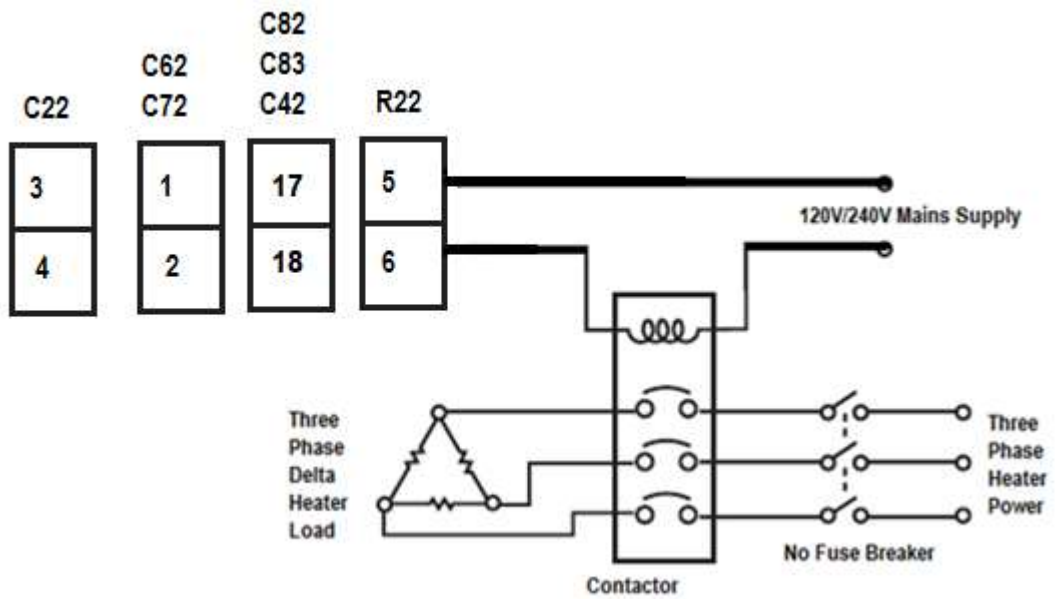 C82
C62 C83
C22 C72 C42 R22
3 1 17 5
120V/240V Mains Supply
4 2 18 6
Three
Phase
Delta
Heater
Load
Three
Phase
Heater
Power
No Fuse Breaker
Contactor